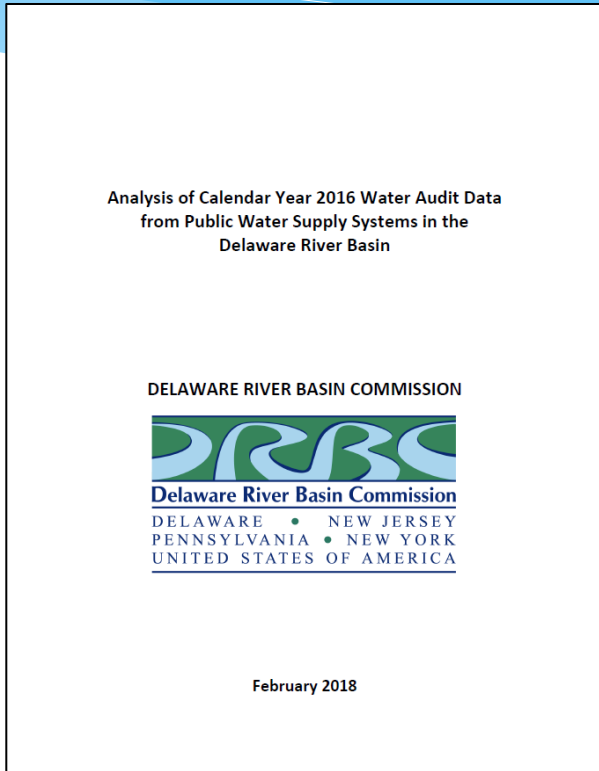 Analysis of Calendar Year 2016 Water Audit Data
from Public Water Supply Systems in the
Delaware River Basin
DELAWARE RIVER BASIN COMMISSION
DRBC
Delaware River Basin Commission
DELAWARE • NEW JERSEY
PENNSYLVANIA • NEW YORK
UNITED STATES OF AMERICA
February 2018